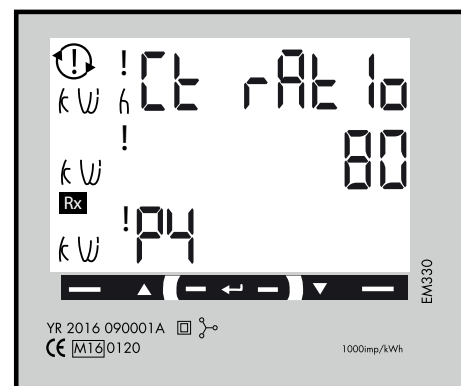 ! Ct rAtIo
kW h
!
80
kW
Rx
! P4
kW
EM330
YR 2016 090001A
CE M16 0120
1000imp/kWh